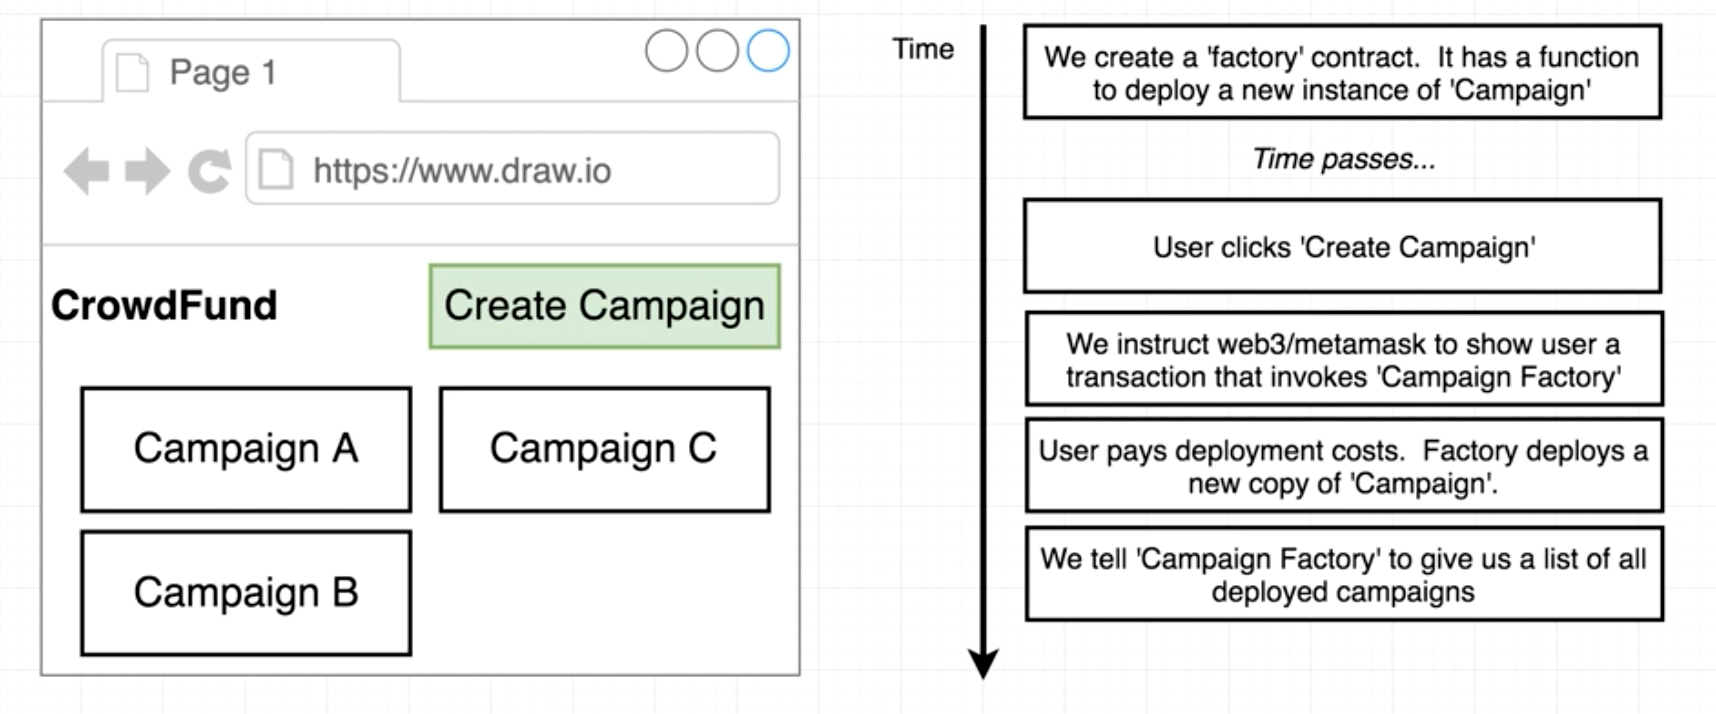 Page 1
https://www.draw.io
CrowdFund
Create Campaign
Campaign A
Campaign C
Campaign B
Time
We create a 'factory' contract.  It has a function
to deploy a new instance of 'Campaign'
Time passes...
User clicks 'Create Campaign'
We instruct web3/metamask to show user a
transaction that invokes 'Campaign Factory'
User pays deployment costs.  Factory deploys a
new copy of 'Campaign'.
We tell 'Campaign Factory' to give us a list of all
deployed campaigns